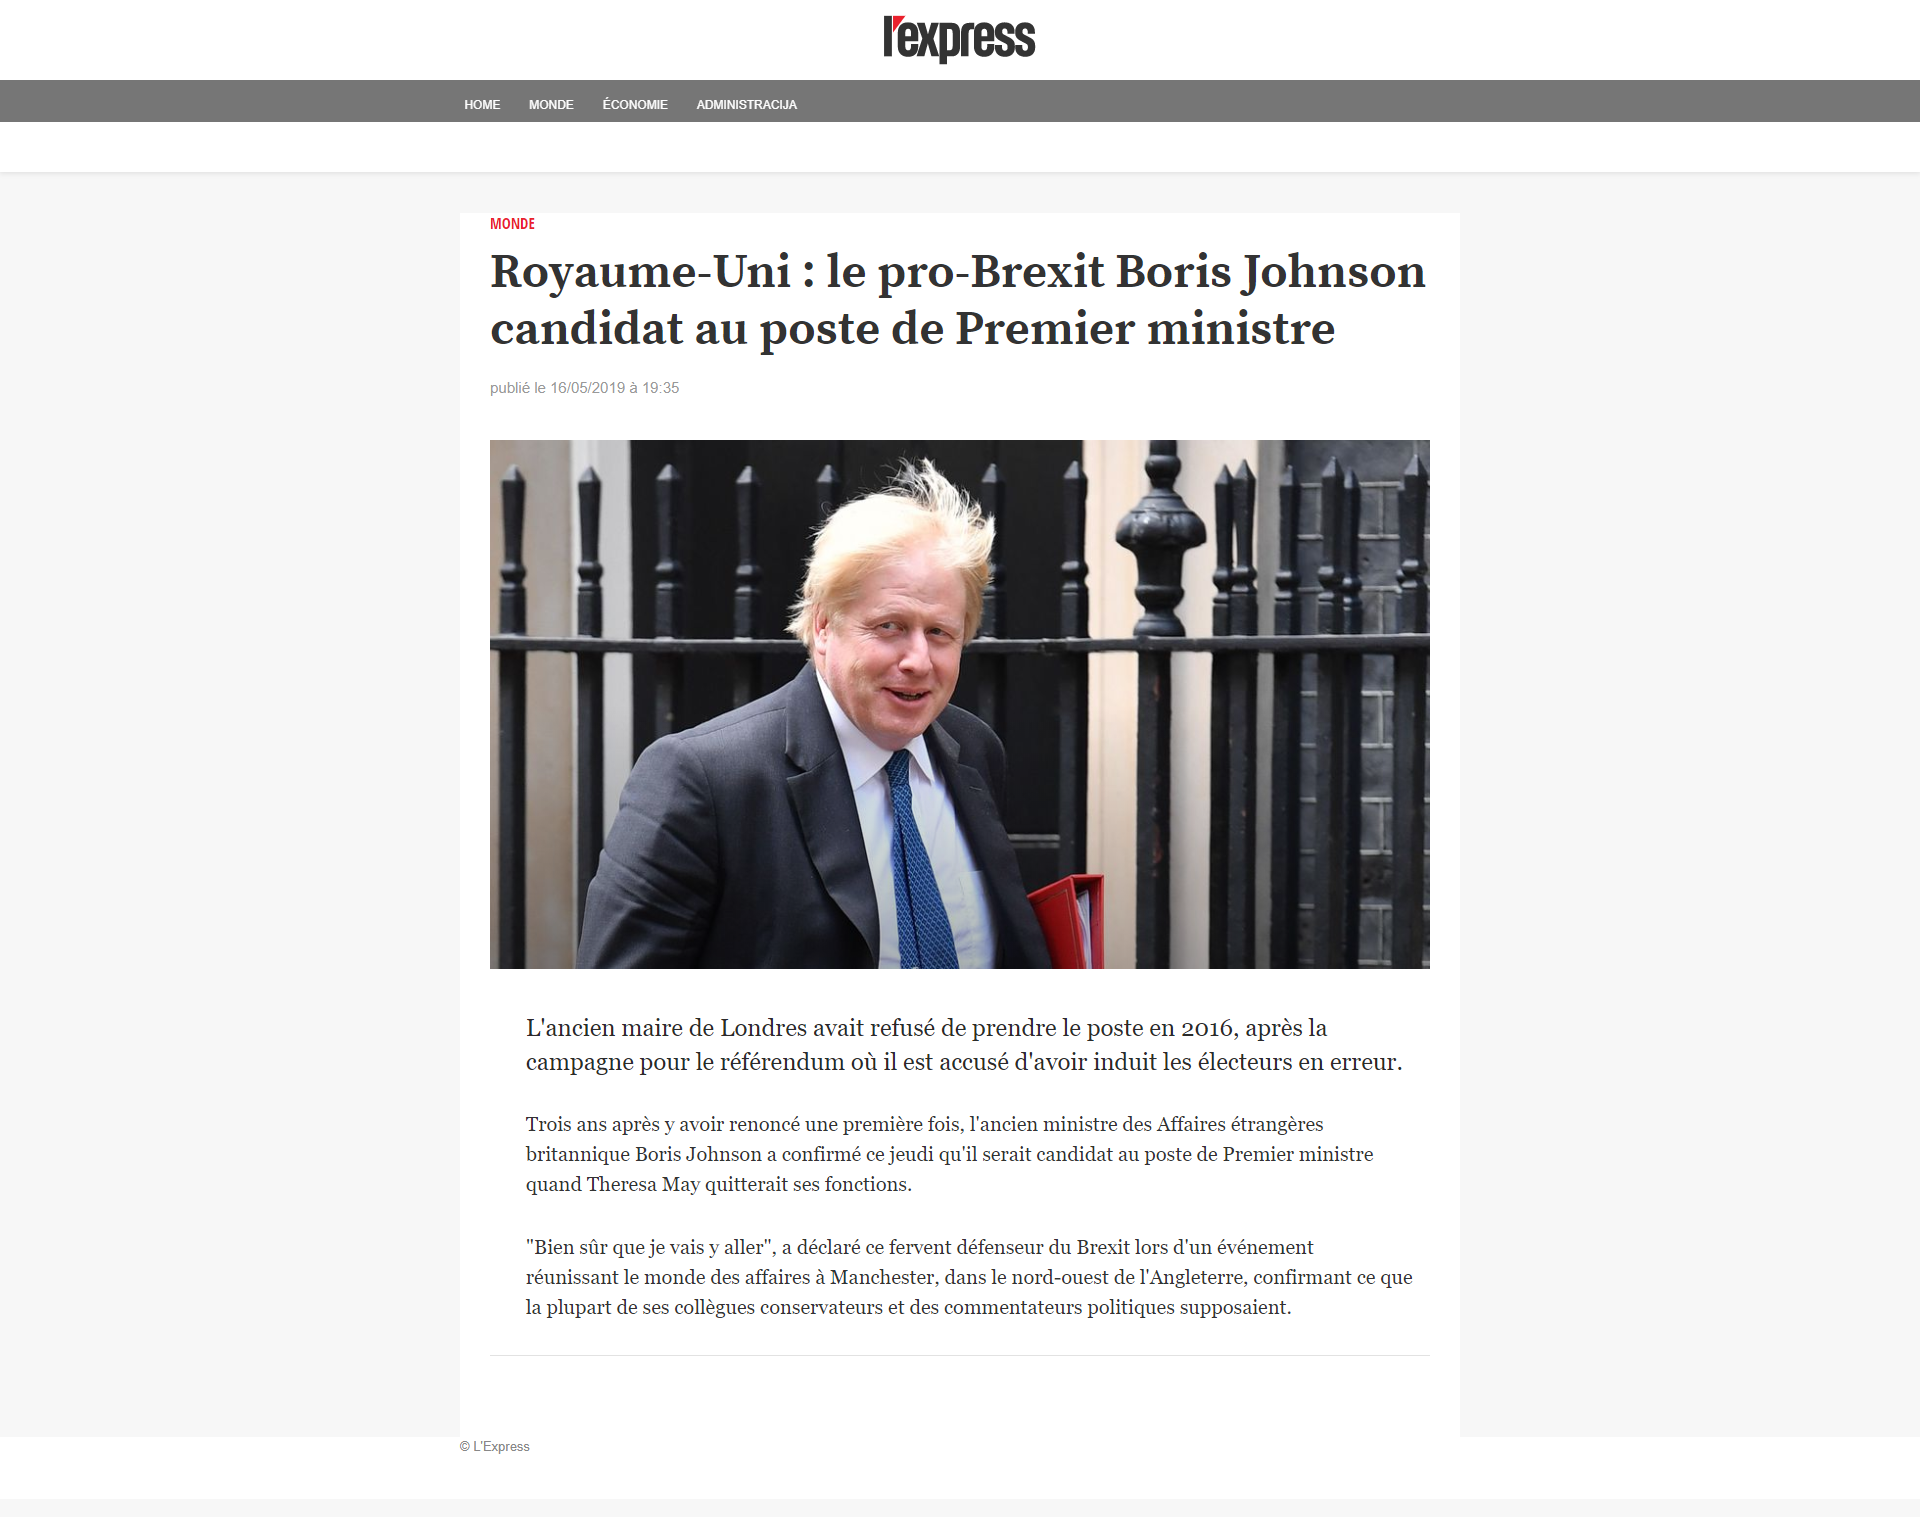 l'express
HOME MONDE ÉCONOMIE ADMINISTRACIJA
MONDE
Royaume-Uni : le pro-Brexit Boris Johnson
candidat au poste de Premier ministre
publié le 16/05/2019 à 19:35
L'ancien maire de Londres avait refusé de prendre le poste en 2016, après la
campagne pour le référendum où il est accusé d'avoir induit les électeurs en erreur.
Trois ans après y avoir renoncé une première fois, l'ancien ministre des Affaires étrangères
britannique Boris Johnson a confirmé ce jeudi qu'il serait candidat au poste de Premier ministre
quand Theresa May quitterait ses fonctions.
"Bien sûr que je vais y aller", a déclaré ce fervent défenseur du Brexit lors d'un événement
réunissant le monde des affaires à Manchester, dans le nord-ouest de l'Angleterre, confirmant ce que
la plupart de ses collègues conservateurs et des commentateurs politiques supposaient.
© L'Express